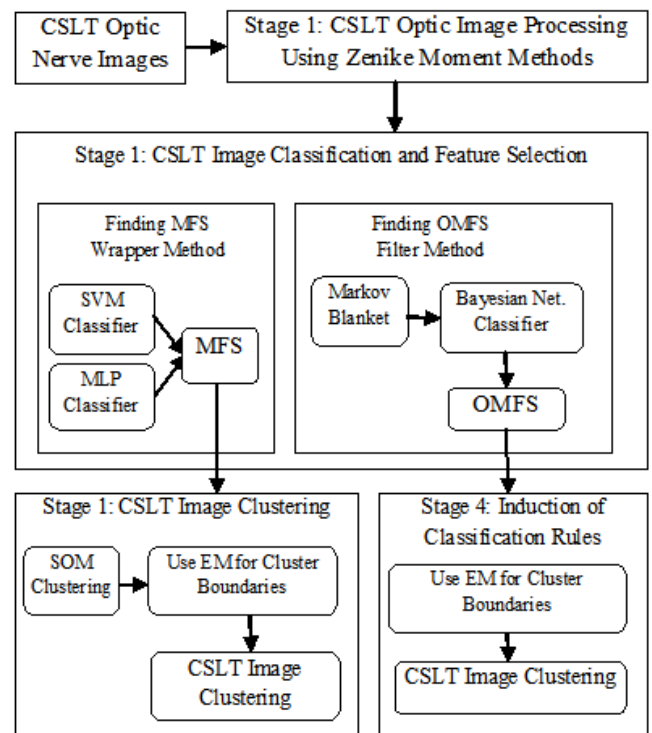 CSLT Optic
Nerve Images
Stage 1: CSLT Optic Image Processing
Using Zenike Moment Methods
Stage 1: CSLT Image Classification and Feature Selection
Finding MFS
Wrapper Method
SVM
Classifier
MLP
Classifier
MFS
Finding OMFS
Filter Method
Markov
Blanket
Bayesian Net.
Classifier
OMFS
Stage 1: CSLT Image Clustering
SOM
Clustering
Use EM for Cluster
Boundaries
CSLT Image
Clustering
Stage 4: Induction of
Classification Rules
Use EM for Cluster
Boundaries
CSLT Image Clustering